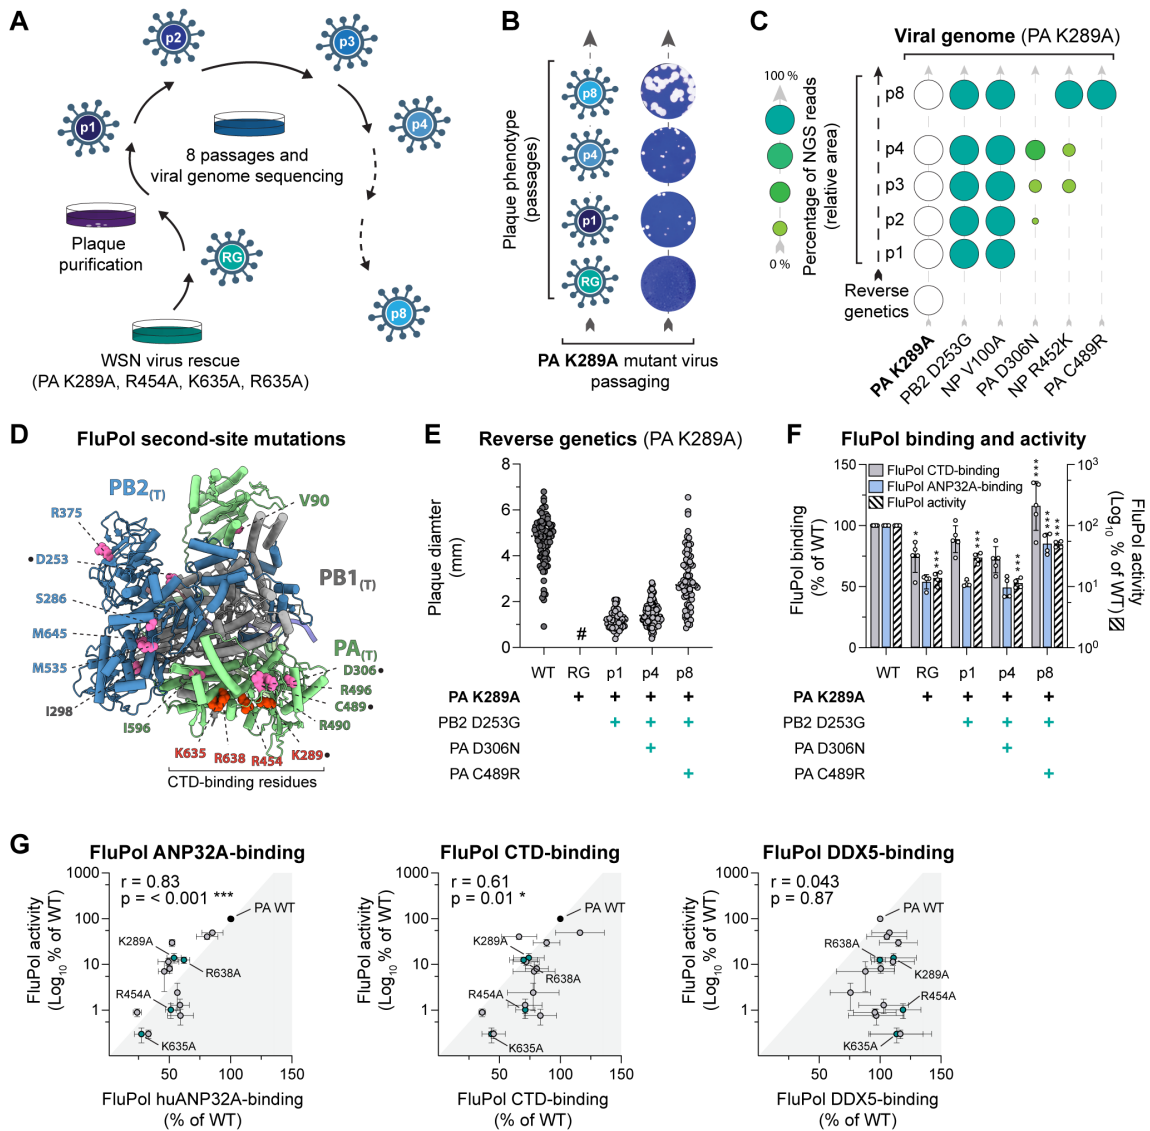 A
p2
p3
p1
p4
8 passages and
viral genome sequencing
Plaque
purification
RG
p8
WSN virus rescue
(PA K289A, R454A, K635A, R635A)
B
Plaque phenotype
(passages)
p8
p4
p1
RG
PA K289A mutant virus
passaging
C
Viral genome (PA K289A)
100 %
0 %
Percentage of NGS reads
(relative area)
p8
p4
p3
p2
p1
Reverse
genetics
PA K289A
PB2 D253G
NP V100A
PA D306N
NP R452K
PA C489R
D
FluPol second-site mutations
PB2(T)
V90
R375
D253
PB1(T)
S286
M645
PA(T)
M535
D306
R496
I298
C489
I596
R490
K635
R638
R454
K289
CTD-binding residues
E
Reverse genetics (PA K289A)
Plaque diamter
(mm)
8
6
4
2
0
#
WT RG p1 p4 p8
PA K289A + + + +
PB2 D253G + + +
PA D306N +
PA C489R +
F
FluPol binding and activity
FluPol CTD-binding
FluPol ANP32A-binding
FluPol activity
FluPol binding
(% of WT)
150
100
50
0
* *** *** *** *** *** ***
10³
10²
10¹
10⁰
FluPol activity
(Log10 % of WT)
WT RG p1 p4 p8
PA K289A + + + +
PB2 D253G + + +
PA D306N +
PA C489R +
G
FluPol ANP32A-binding
r = 0.83
p = < 0.001 ***
FluPol activity
(Log10 % of WT)
1000
100
10
1
PA WT
K289A
R638A
R454A
K635A
50 100 150
FluPol huANP32A-binding
(% of WT)
FluPol CTD-binding
r = 0.61
p = 0.01 *
FluPol activity
(Log10 % of WT)
1000
100
10
1
PA WT
K289A
R638A
R454A
K635A
50 100 150
FluPol CTD-binding
(% of WT)
FluPol DDX5-binding
r = 0.043
p = 0.87
FluPol activity
(Log10 % of WT)
1000
100
10
1
PA WT
R638A
K289A
R454A
K635A
50 100 150
FluPol DDX5-binding
(% of WT)